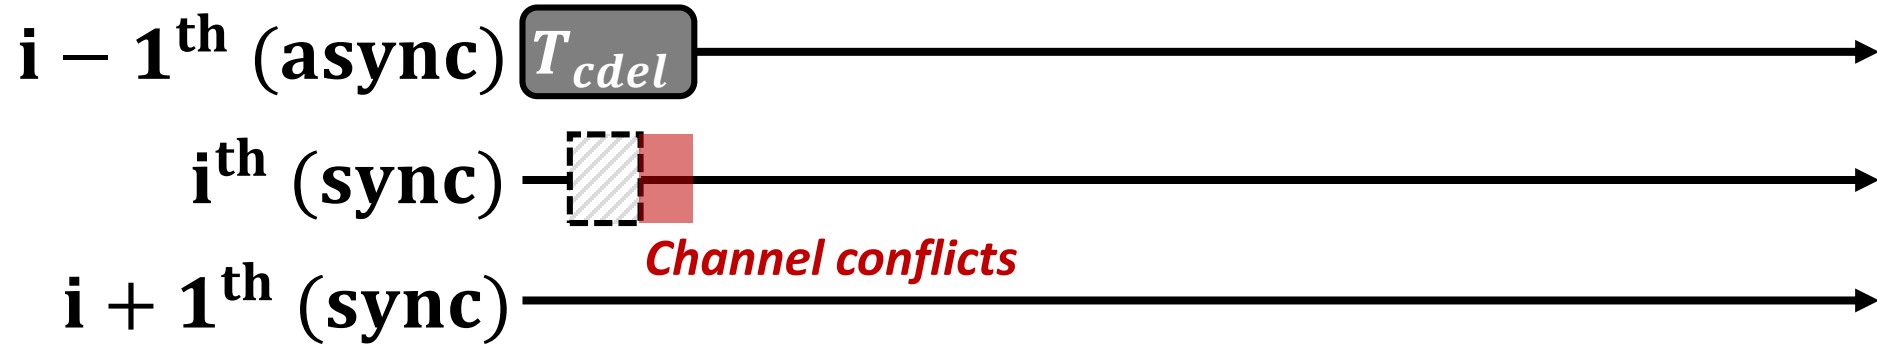 i − 1th (async) Tcdel
ith (sync)
Channel conflicts
i + 1th (sync)